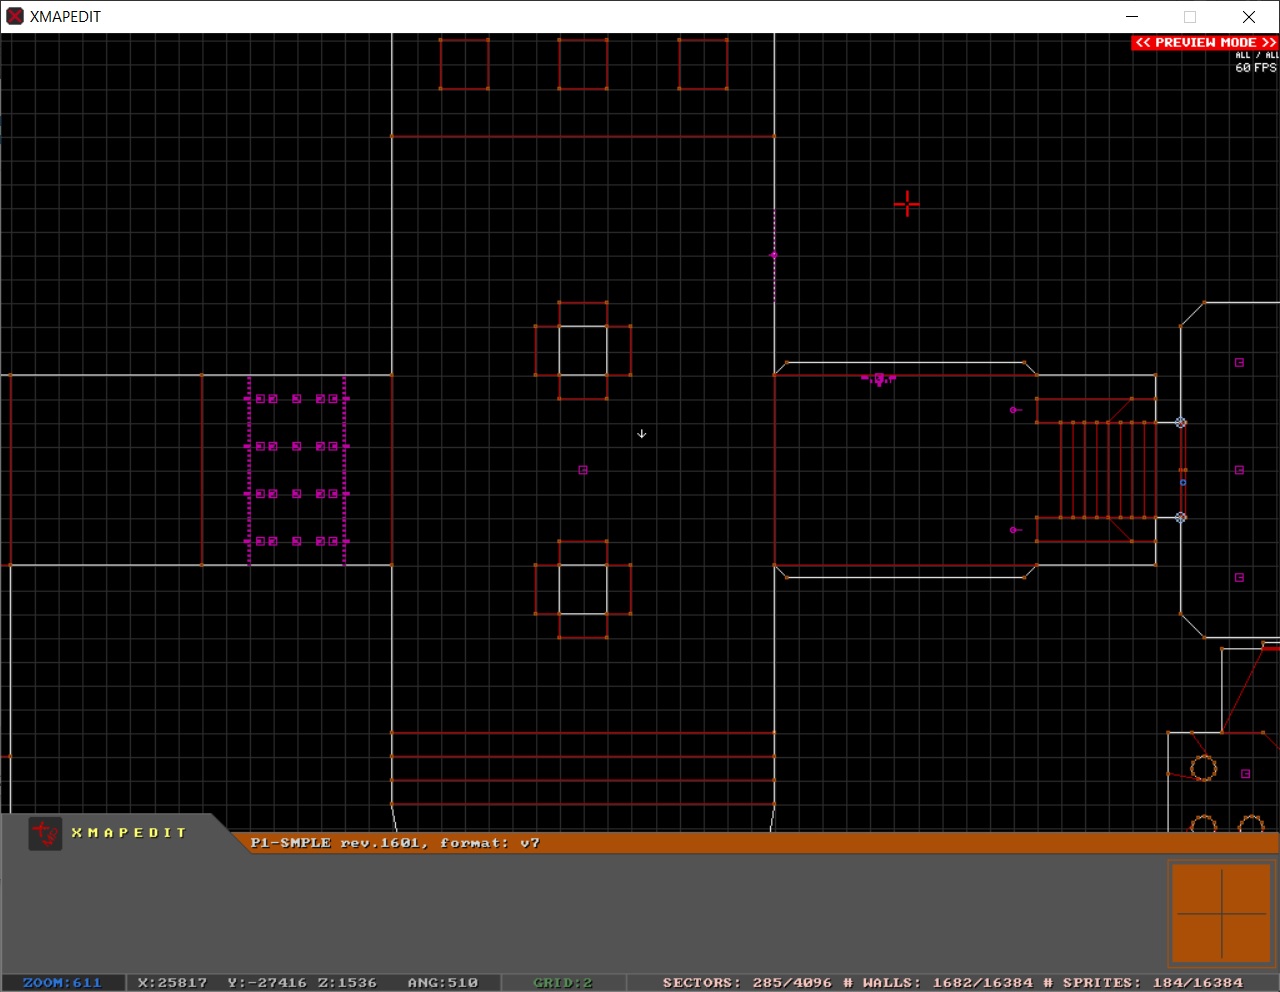 XMAPEDIT
<< PREVIEW MODE >>
ALL / ALL
60 FPS
XMAPEDIT
P1-SMPLE rev.1601, format: v7
ZOOM:611 X:25817 Y:-27416 Z:1536 ANG:510 GRID:2 SECTORS: 285/4096 # WALLS: 1682/16384 # SPRITES: 184/16384